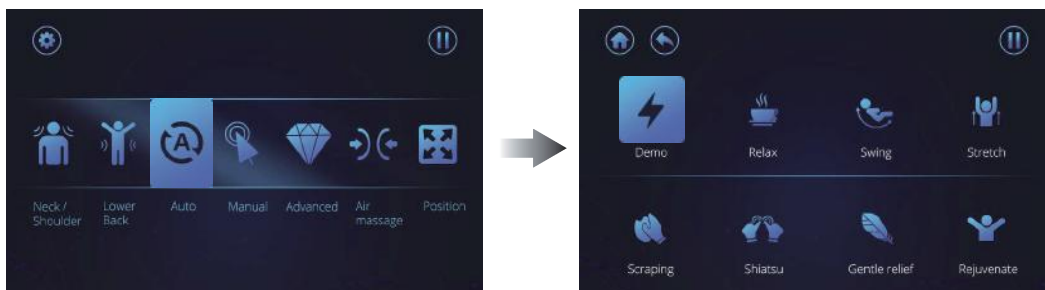 A
Neck /
Shoulder
Lower
Back
Auto
Manual
Advanced
Air
massage
Position
Demo
Relax
Swing
Stretch
Scraping
Shiatsu
Gentle relief
Rejuvenate